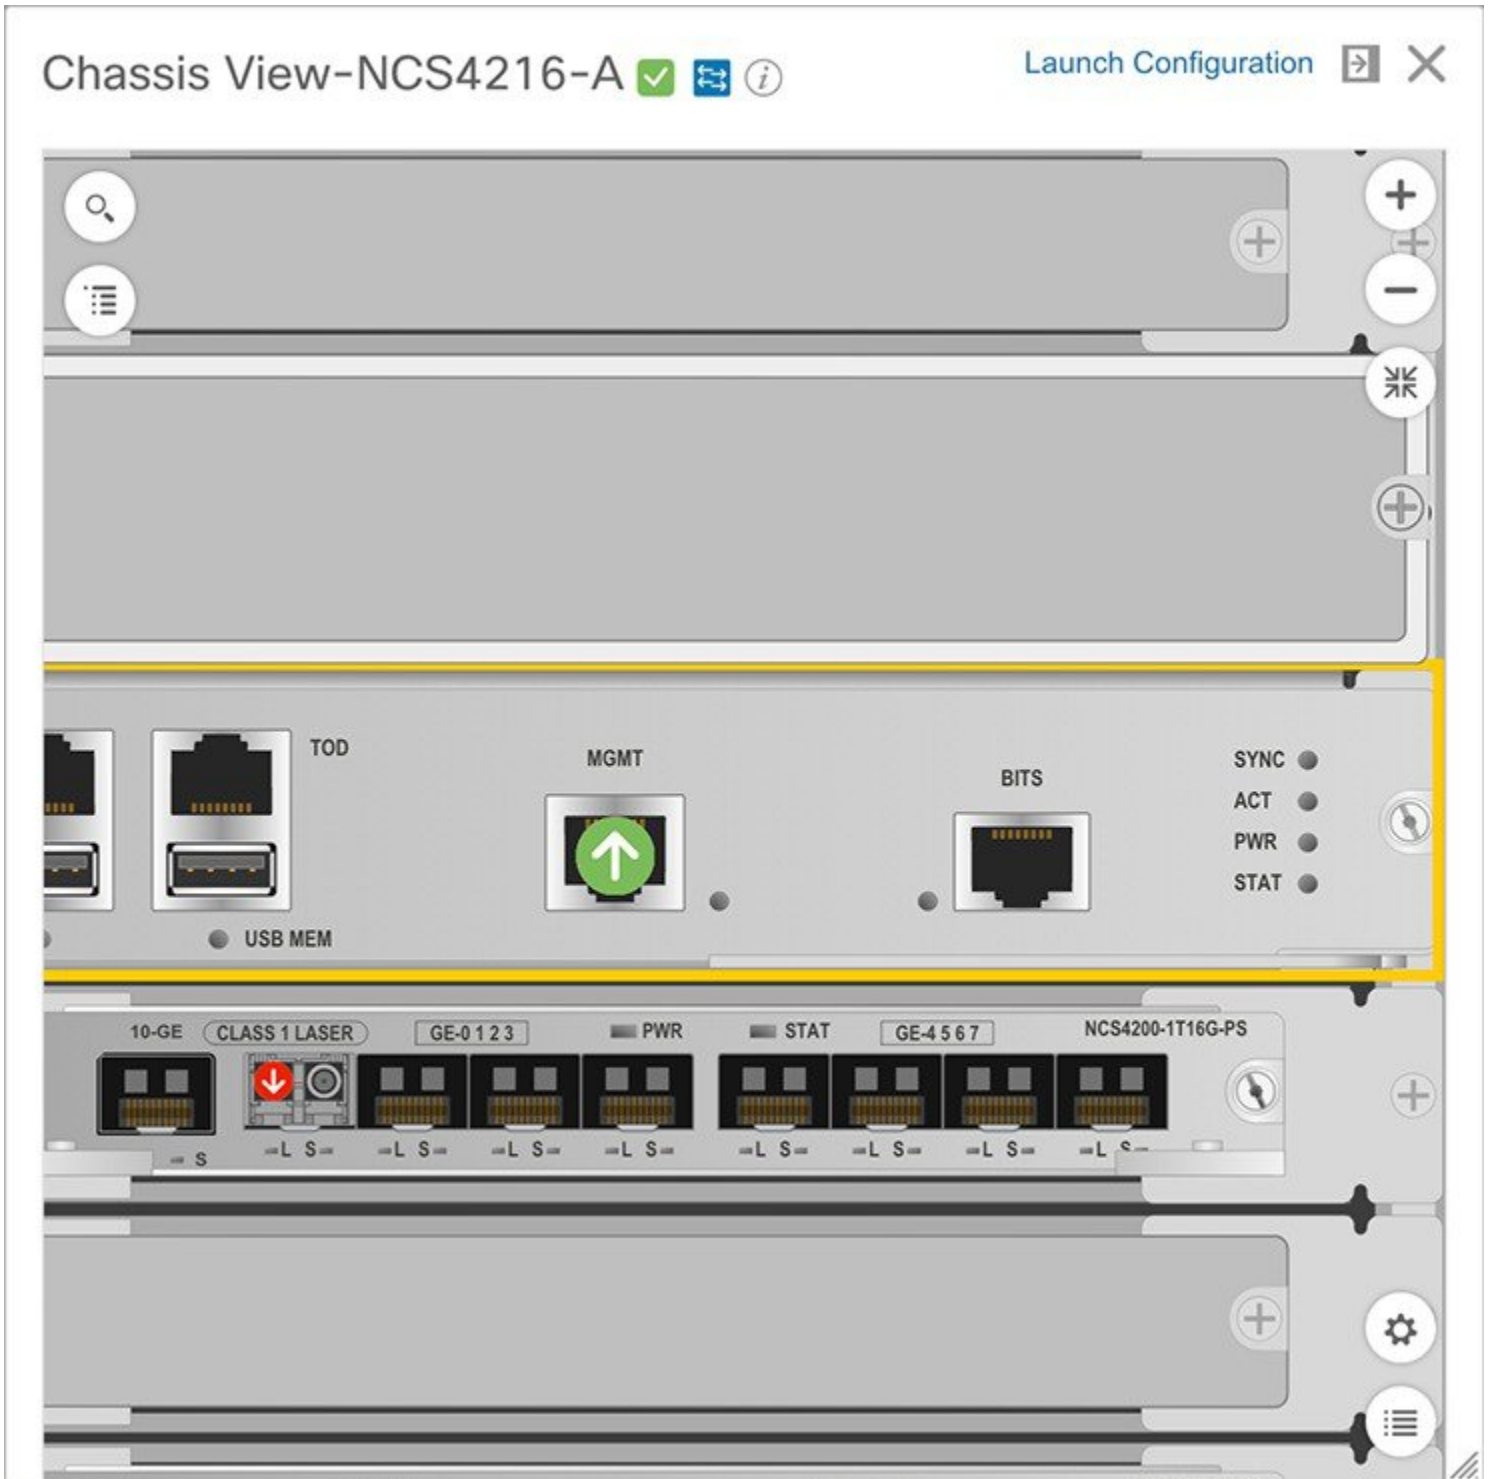 Chassis View-NCS4216-A
Launch Configuration
TOD
MGMT
BITS
SYNC
ACT
PWR
STAT
USB MEM
10-GE
CLASS 1 LASER
GE-0 1 2 3
PWR
STAT
GE-4 5 6 7
NCS4200-1T16G-PS
S
L S
L S
L S
L S
L S
L S
L S
L S